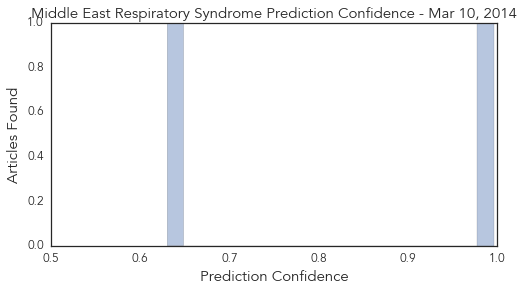 Middle East Respiratory Syndrome Prediction Confidence - Mar 10, 2014
1.0
0.8
0.6
0.4
0.2
0.0
Articles Found
0.5 0.6 0.7 0.8 0.9 1.0
Prediction Confidence